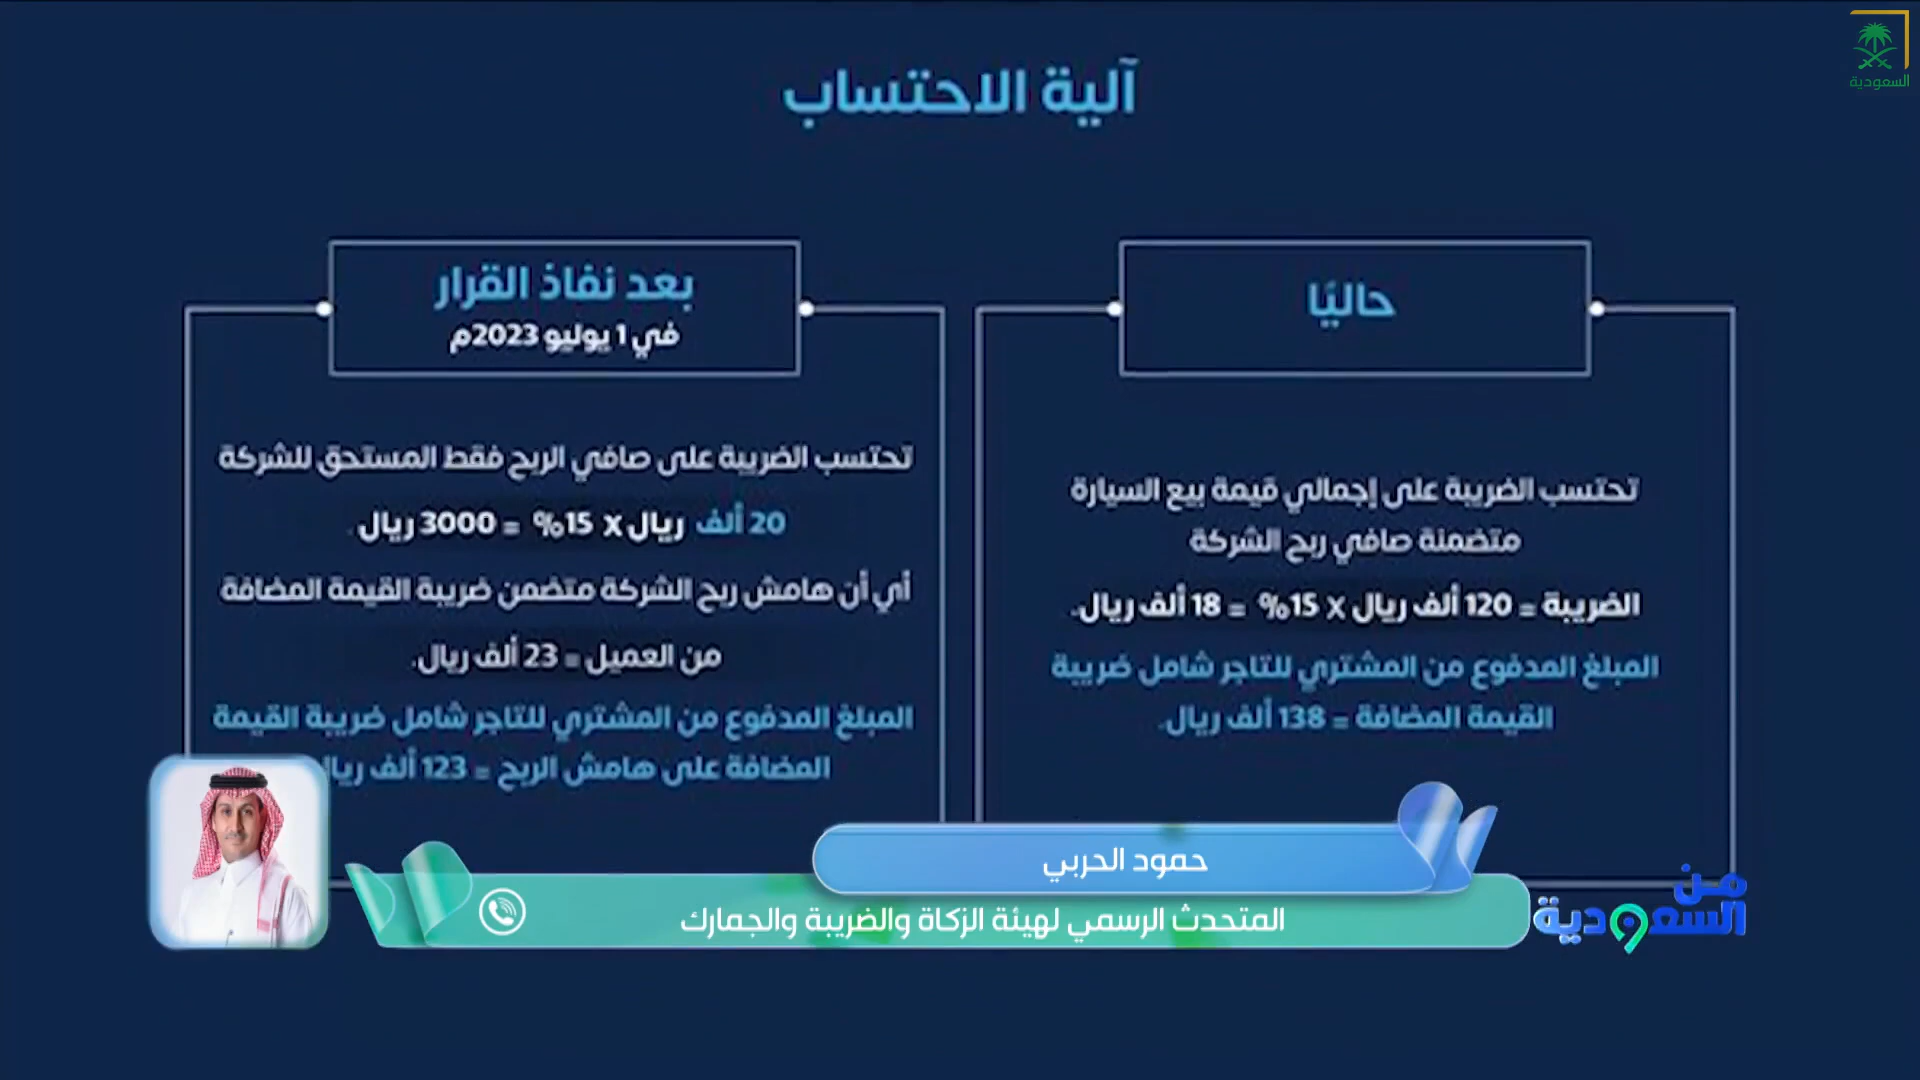 السعودية
آلية الاحتساب
حاليًا
تحتسب الضريبة على إجمالي قيمة بيع السيارة
متضمنة صافي ربح الشركة
الضريبة = 120 ألف ريال x 15% = 18 ألف ريال.
المبلغ المدفوع من المشتري للتاجر شامل ضريبة
القيمة المضافة = 138 ألف ريال.
بعد نفاذ القرار
في 1 يوليو 2023م
تحتسب الضريبة على صافي الربح فقط المستحق للشركة
20 ألف ريال x 15% = 3000 ريال.
أي أن هامش ربح الشركة متضمن ضريبة القيمة المضافة
من العميل = 23 ألف ريال.
المبلغ المدفوع من المشتري للتاجر شامل ضريبة القيمة
المضافة على هامش الربح = 123 ألف ريال
حمود الحربي
المتحدث الرسمي لهيئة الزكاة والضريبة والجمارك
من
السعودية